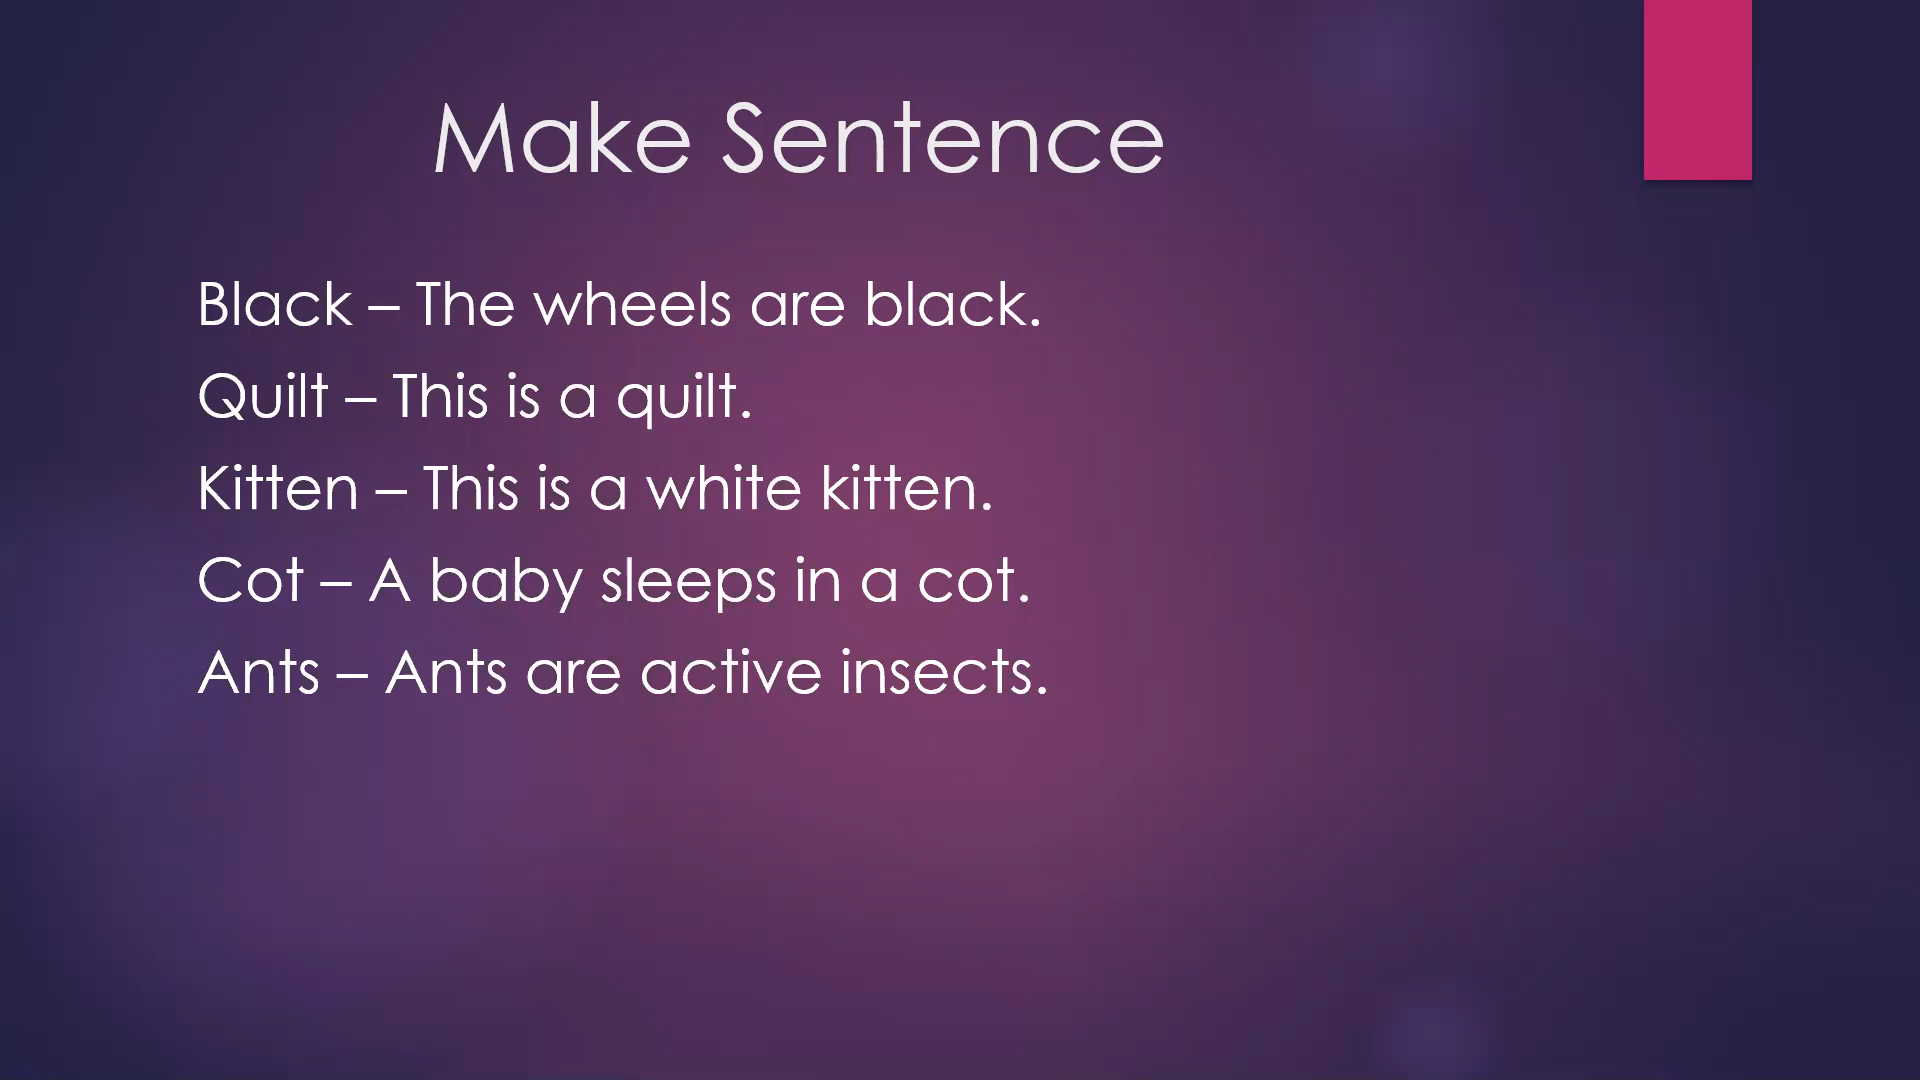 Make Sentence
Black – The wheels are black.
Quilt – This is a quilt.
Kitten – This is a white kitten.
Cot – A baby sleeps in a cot.
Ants – Ants are active insects.